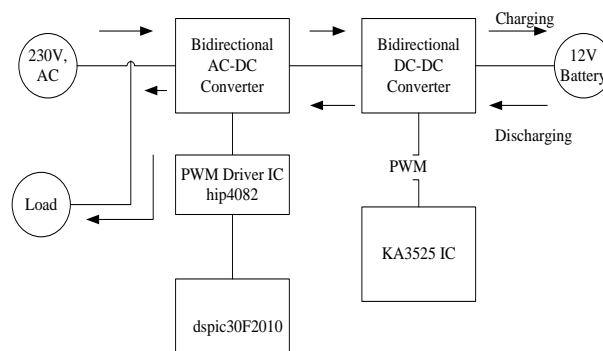 230V,
AC
Bidirectional
AC-DC
Converter
Bidirectional
DC-DC
Converter
Charging
12V
Battery
Discharging
PWM Driver IC
hip4082
PWM
Load
KA3525 IC
dspic30F2010